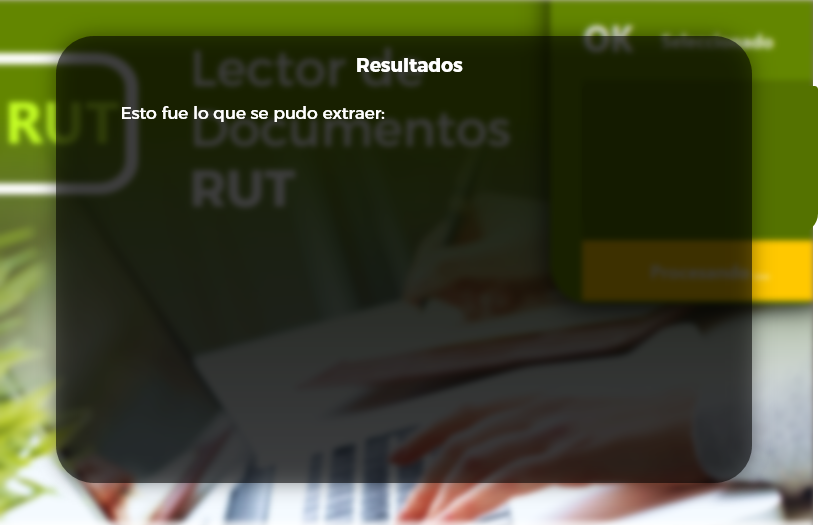 OK Seleccionado
Resultados
RUT
Lector de
Documentos
RUT
Esto fue lo que se pudo extraer:
Procesando ...